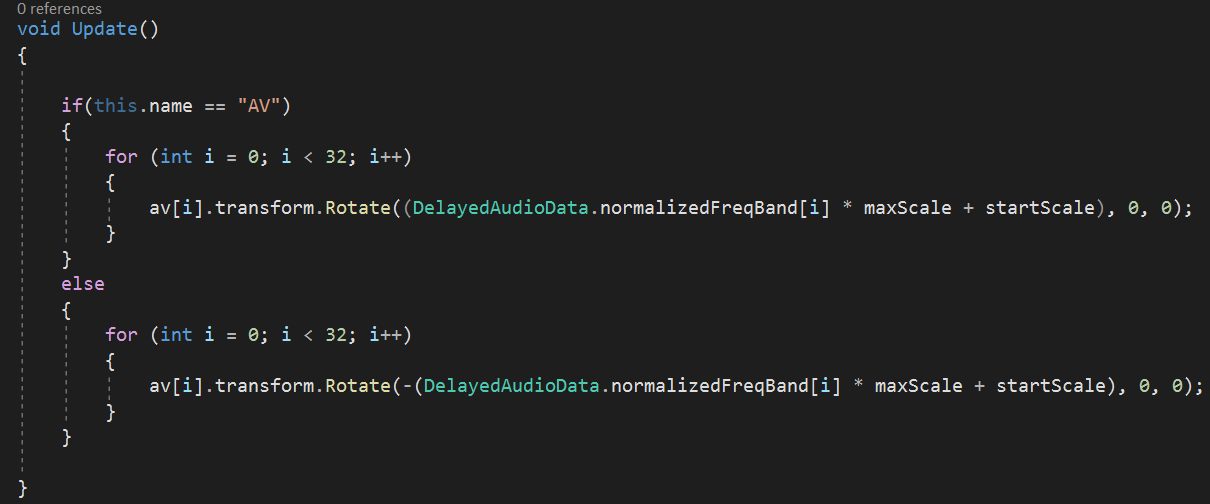 0 references
void Update()
{
if(this.name == "AV")
{
for (int i = 0; i < 32; i++)
{
av[i].transform.Rotate((DelayedAudioData.normalizedFreqBand[i] * maxScale + startScale), 0, 0);
}
}
else
{
for (int i = 0; i < 32; i++)
{
av[i].transform.Rotate(-(DelayedAudioData.normalizedFreqBand[i] * maxScale + startScale), 0, 0);
}
}
}